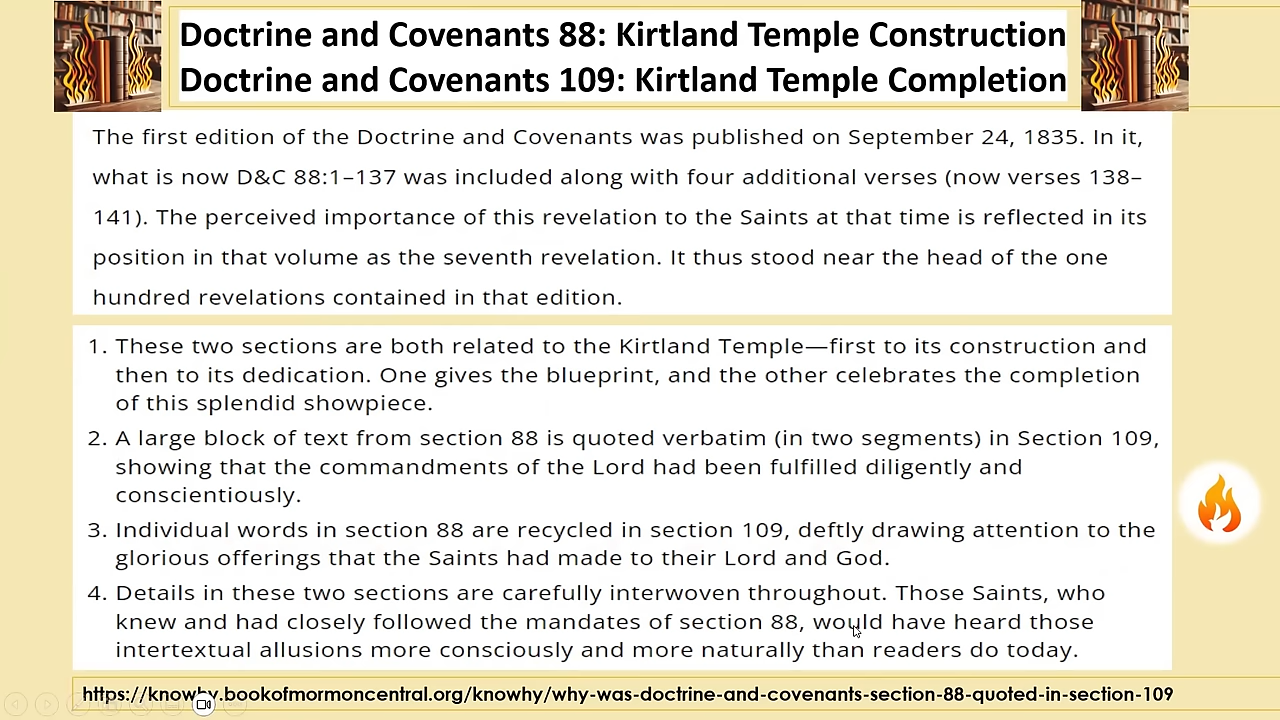 Doctrine and Covenants 88: Kirtland Temple Construction
Doctrine and Covenants 109: Kirtland Temple Completion
The first edition of the Doctrine and Covenants was published on September 24, 1835. In it,
what is now D&C 88:1–137 was included along with four additional verses (now verses 138–
141). The perceived importance of this revelation to the Saints at that time is reflected in its
position in that volume as the seventh revelation. It thus stood near the head of the one
hundred revelations contained in that edition.
1. These two sections are both related to the Kirtland Temple—first to its construction and
then to its dedication. One gives the blueprint, and the other celebrates the completion
of this splendid showpiece.
2. A large block of text from section 88 is quoted verbatim (in two segments) in Section 109,
showing that the commandments of the Lord had been fulfilled diligently and
conscientiously.
3. Individual words in section 88 are recycled in section 109, deftly drawing attention to the
glorious offerings that the Saints had made to their Lord and God.
4. Details in these two sections are carefully interwoven throughout. Those Saints, who
knew and had closely followed the mandates of section 88, would have heard those
intertextual allusions more consciously and more naturally than readers do today.
https://knowhy.bookofmormoncentral.org/knowhy/why-was-doctrine-and-covenants-section-88-quoted-in-section-109